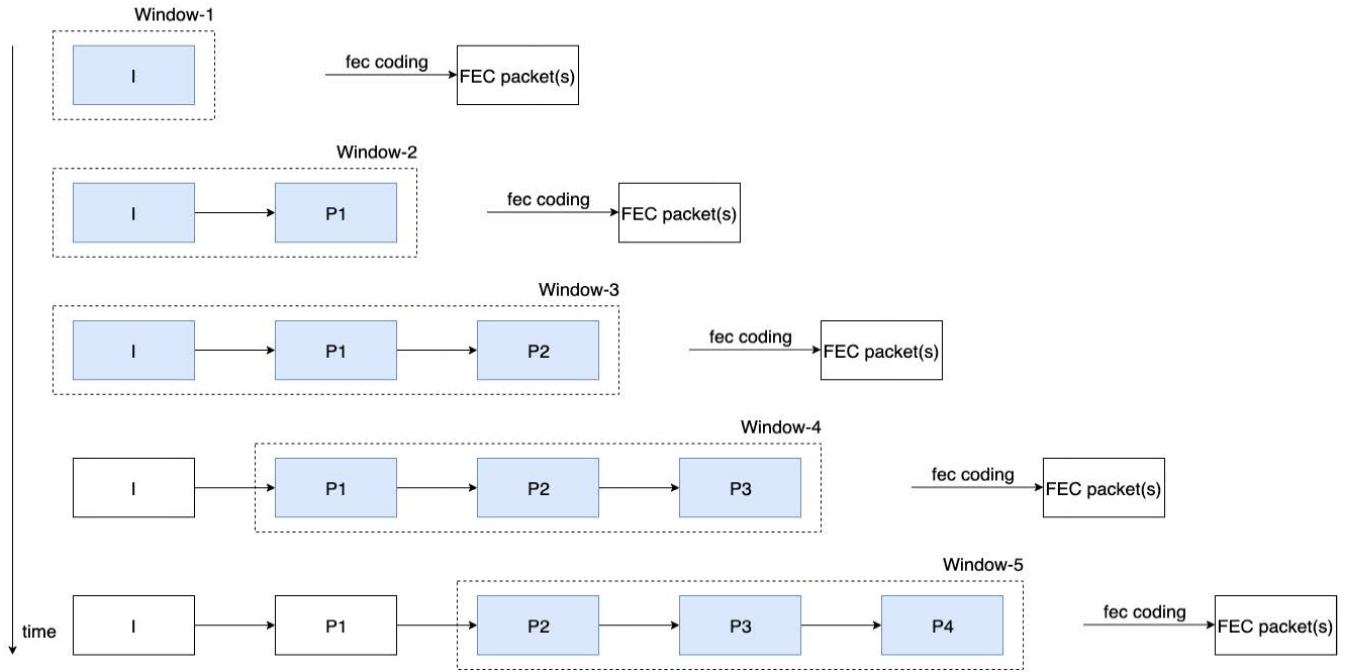 Window-1
I
fec coding
FEC packet(s)
Window-2
I
P1
fec coding
FEC packet(s)
Window-3
I
P1
P2
fec coding
FEC packet(s)
Window-4
I
P1
P2
P3
fec coding
FEC packet(s)
Window-5
time
I
P1
P2
P3
P4
fec coding
FEC packet(s)